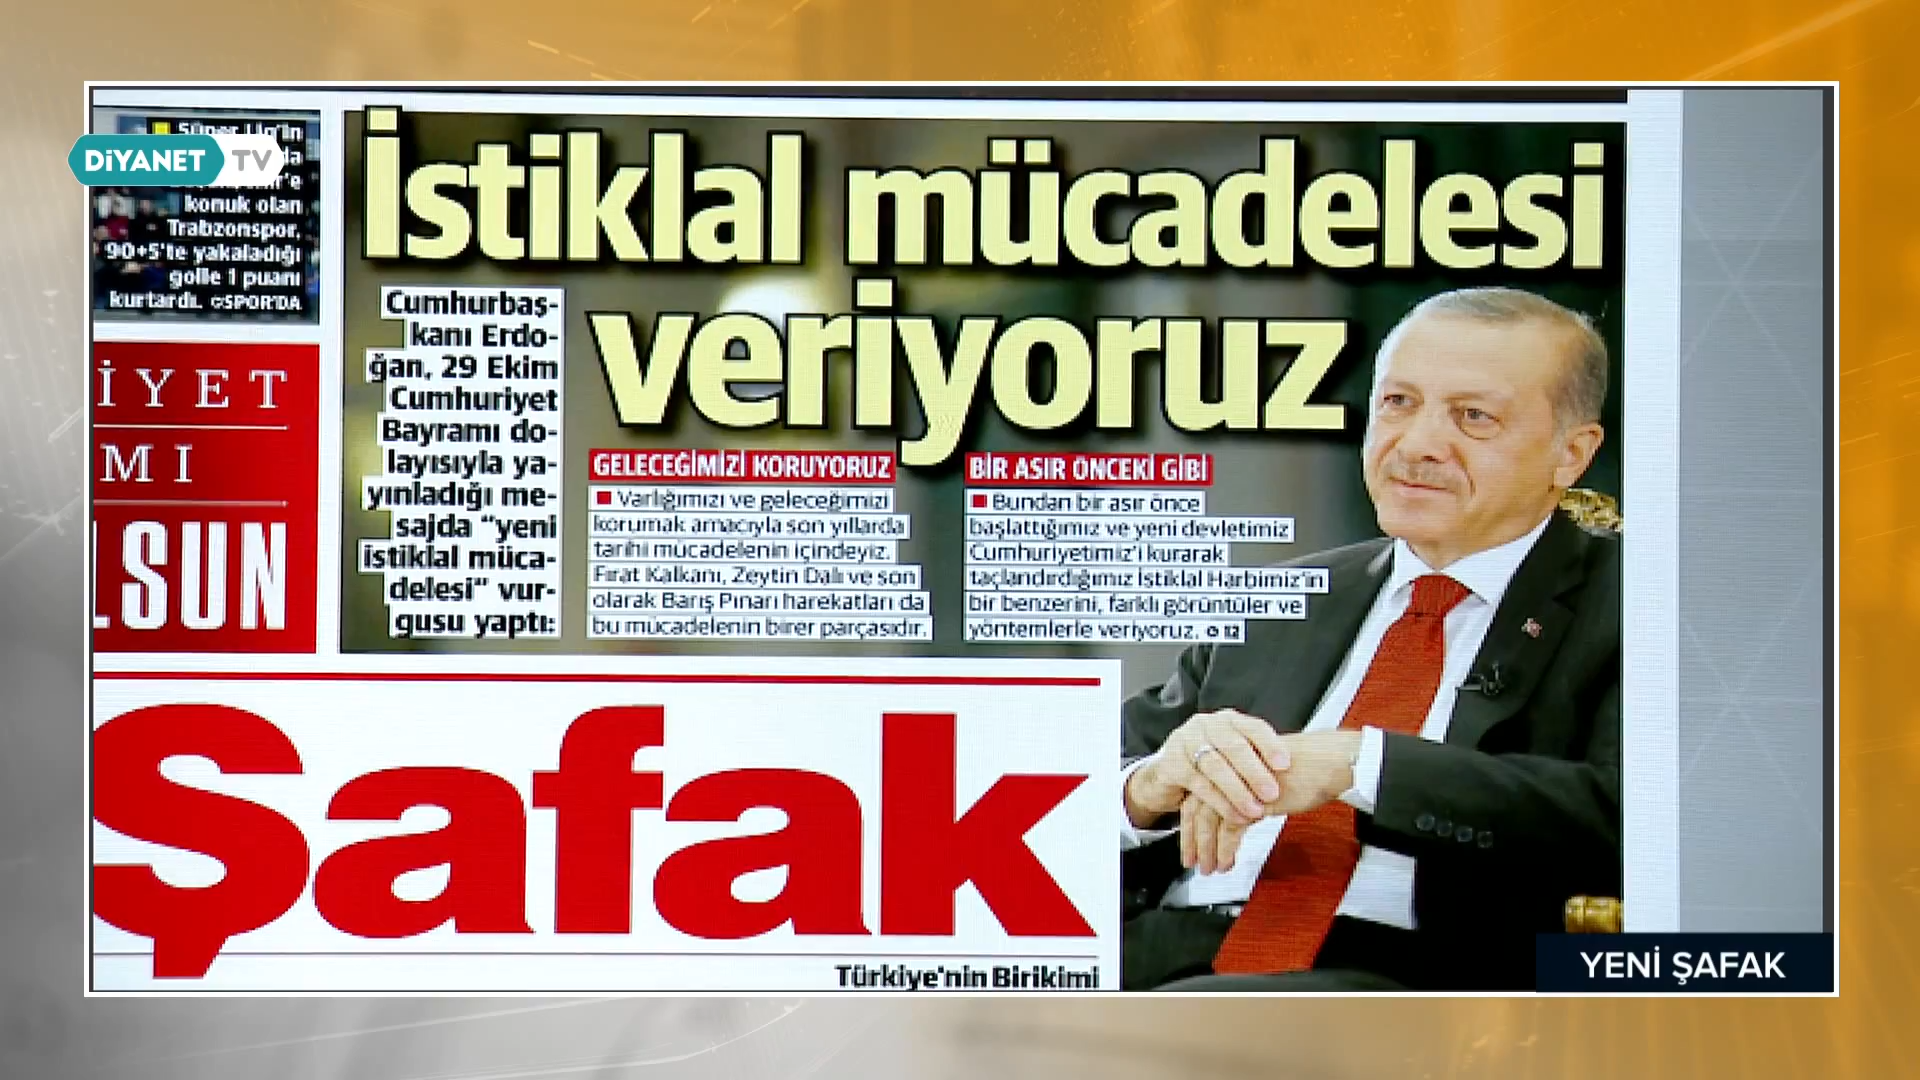 DiYANET TV
konuk olan
Trabzonspor,
90+5'te yakaladığı
golle 1 puanı
kurtardı. SPOR'DA
İYET
MI
LSUN
İstiklal mücadelesi
veriyoruz
Cumhurbaş-
kanı Erdo-
ğan, 29 Ekim
Cumhuriyet
Bayramı do-
layısıyla ya-
yınladığı me-
sajda "yeni
istiklal müca-
delesi" vur-
gusu yaptı:
GELECEĞİMİZİ KORUYORUZ
Varlığımızı ve geleceğimizi
korumak amacıyla son yıllarda
tarihi mücadelenin içindeyiz.
Fırat Kalkanı, Zeytin Dalı ve son
olarak Barış Pınarı harekatları da
bu mücadelenin birer parçasıdır.
BİR ASIR ÖNCEKİ GİBİ
Bundan bir asır önce
başlattığımız ve yeni devletimiz
Cumhuriyetimiz'i kurarak
taçlandırdığımız İstiklal Harbimiz'in
bir benzerini, farklı görüntüler ve
yöntemlerle veriyoruz. 12
Şafak
Türkiye'nin Birikimi
YENİ ŞAFAK